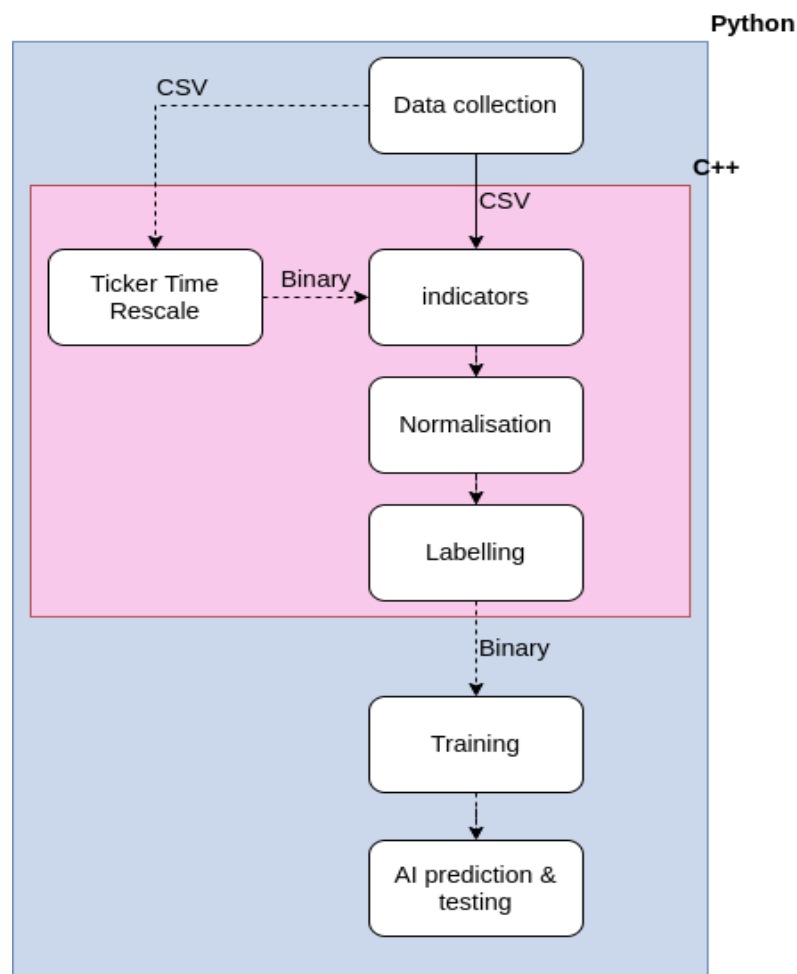 Python
CSV
Data collection
C++
CSV
Ticker Time
Rescale
Binary
indicators
Normalisation
Labelling
Binary
Training
AI prediction &
testing